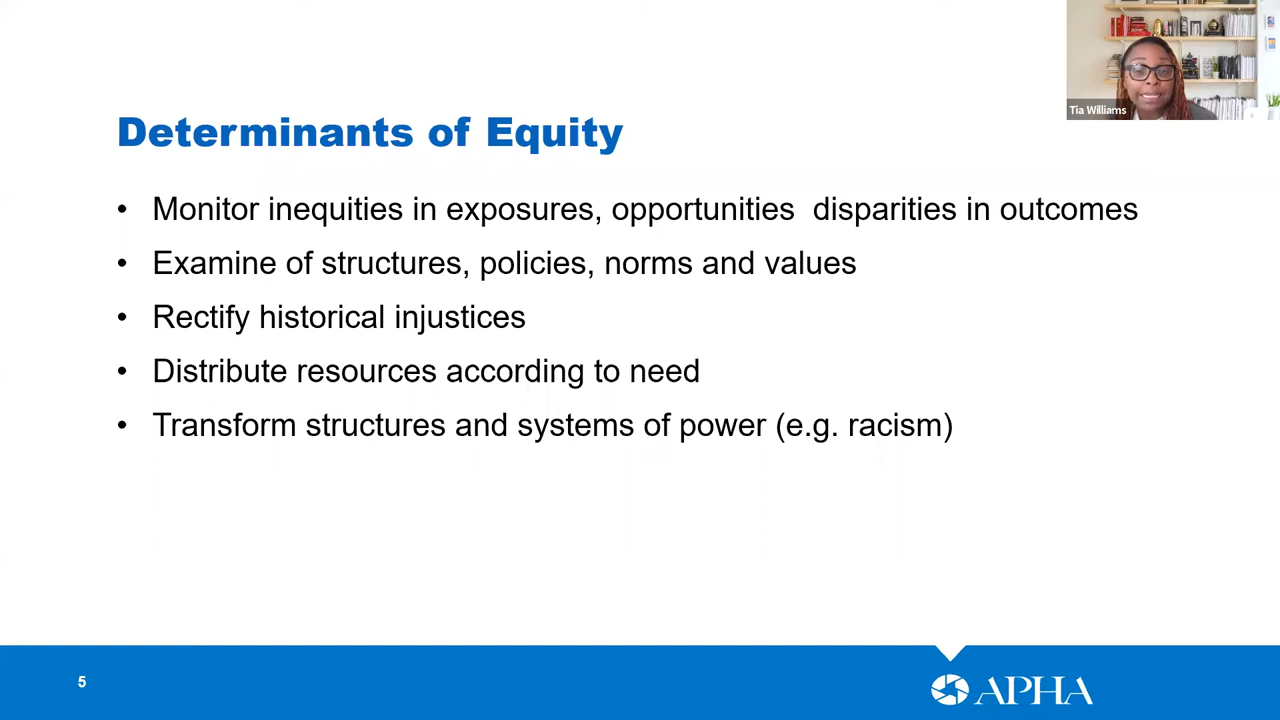 Tia Williams
Determinants of Equity
• Monitor inequities in exposures, opportunities  disparities in outcomes
• Examine of structures, policies, norms and values
• Rectify historical injustices
• Distribute resources according to need
• Transform structures and systems of power (e.g. racism)
5
APHA